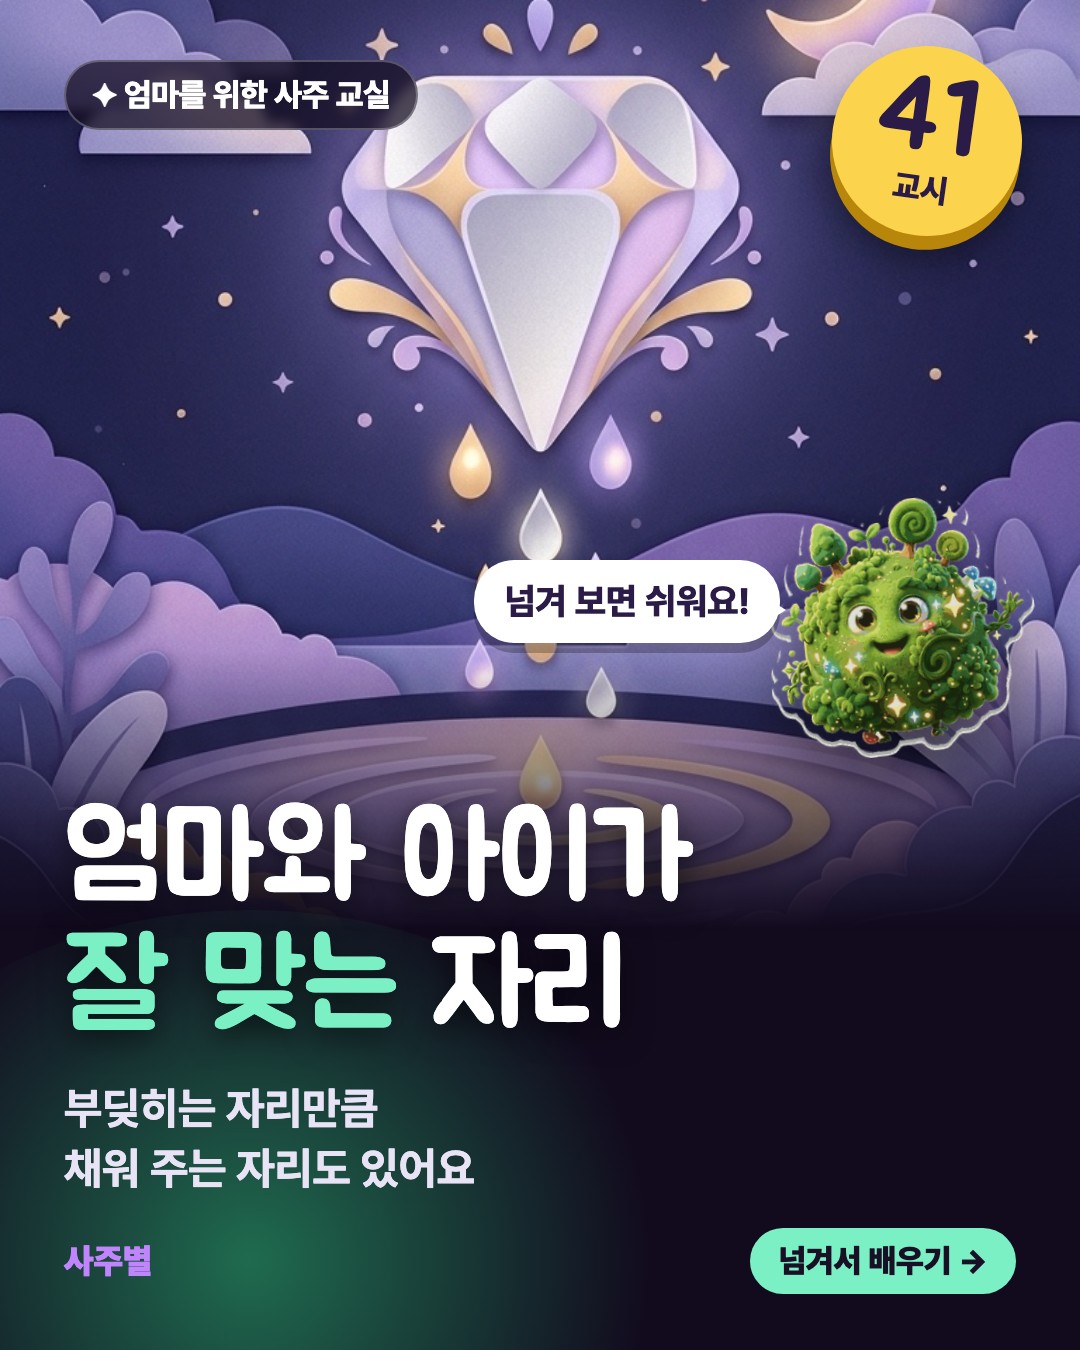 ✦ 엄마를 위한 사주 교실
41
교시
넘겨 보면 쉬워요!
엄마와 아이가
잘 맞는 자리
부딪히는 자리만큼
채워 주는 자리도 있어요
사주별
넘겨서 배우기 →